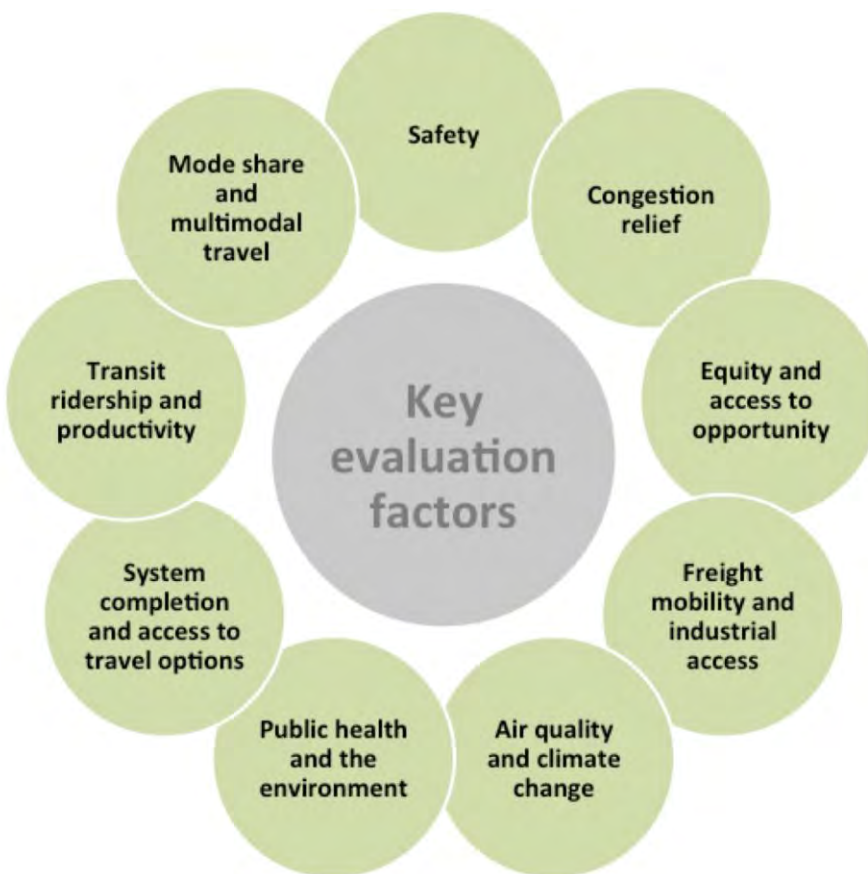 Safety
Congestion
relief
Equity and
access to
opportunity
Freight
mobility and
industrial
access
Air quality
and climate
change
Public health
and the
environment
System
completion
and access to
travel options
Transit
ridership and
productivity
Mode share
and
multimodal
travel
Key
evaluation
factors